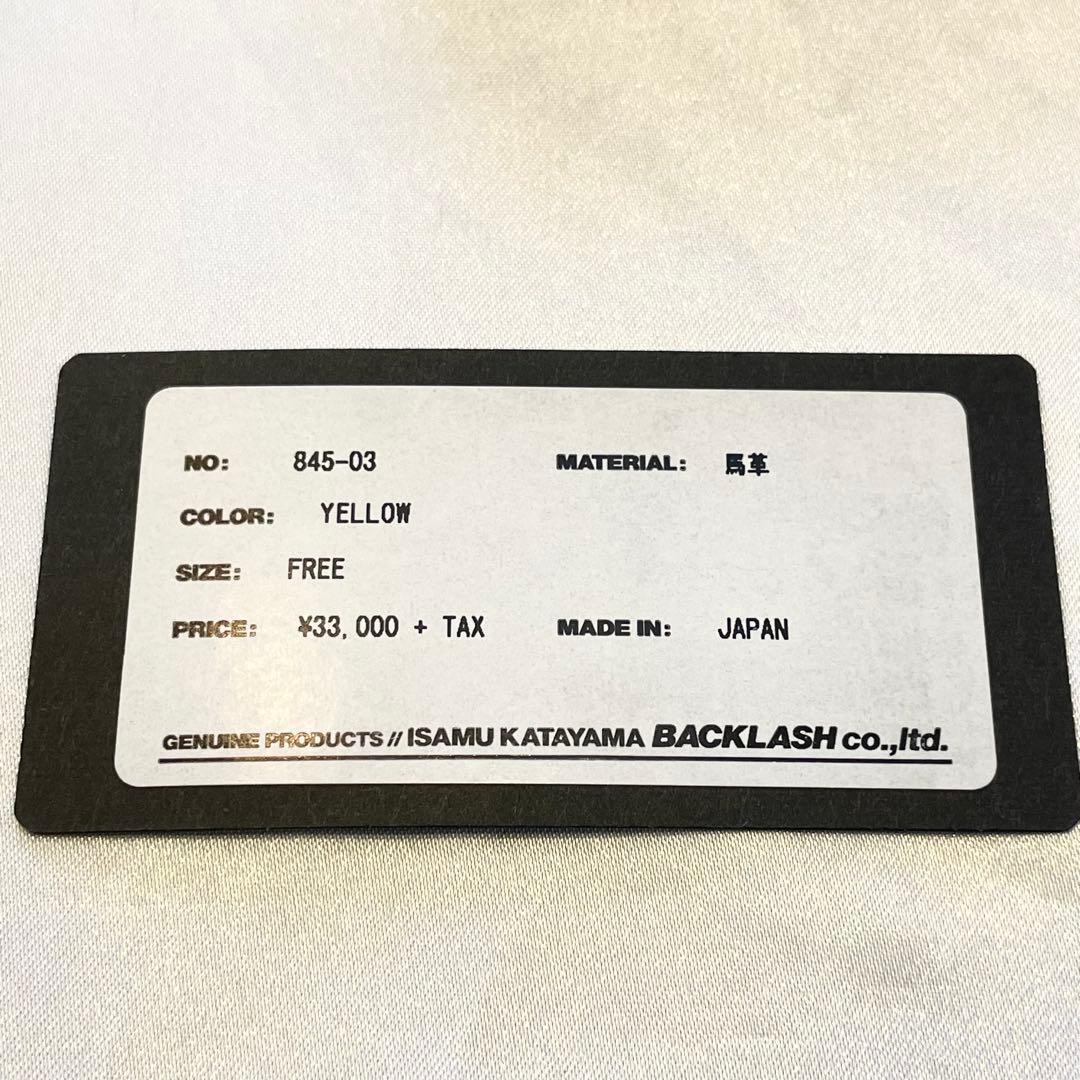 NO: 845-03 MATERIAL: 馬革
COLOR: YELLOW
SIZE: FREE
PRICE: ¥33,000 + TAX MADE IN: JAPAN
GENUINE PRODUCTS // ISAMU KATAYAMA BACKLASH co.,ltd.